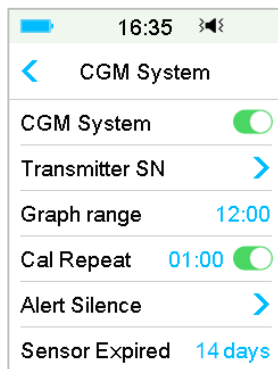 16:35
CGM System
CGM System
Transmitter SN
Graph range 12:00
Cal Repeat 01:00
Alert Silence
Sensor Expired 14 days